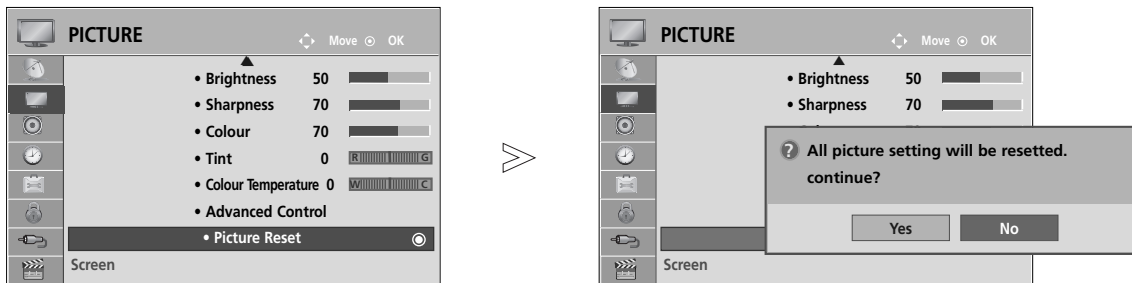 PICTURE
Move OK
• Brightness 50
• Sharpness 70
• Colour 70
• Tint 0 R G
• Colour Temperature 0 W C
• Advanced Control
• Picture Reset
Screen
PICTURE
Move OK
• Brightness 50
• Sharpness 70
? All picture setting will be resetted.
continue?
Yes No
Screen